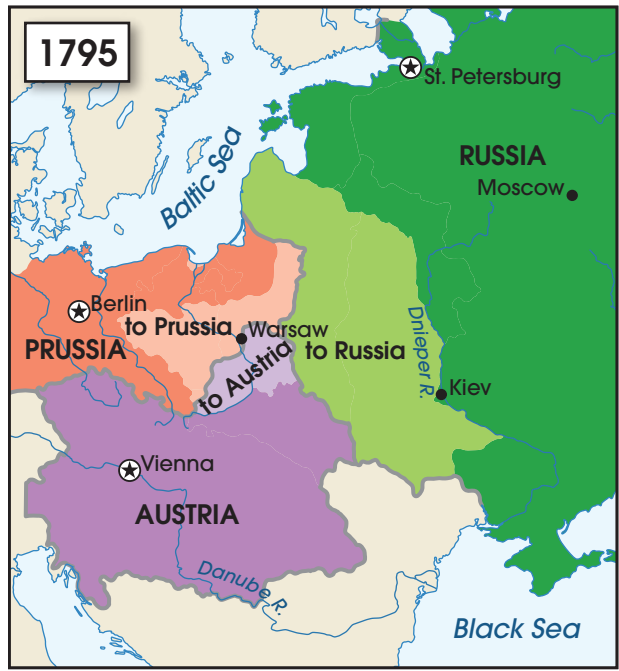 1795
St. Petersburg
RUSSIA
Moscow
Baltic Sea
Berlin
to Prussia
Warsaw
PRUSSIA
to Austria
to Russia
Dnieper R.
Kiev
Vienna
AUSTRIA
Danube R.
Black Sea